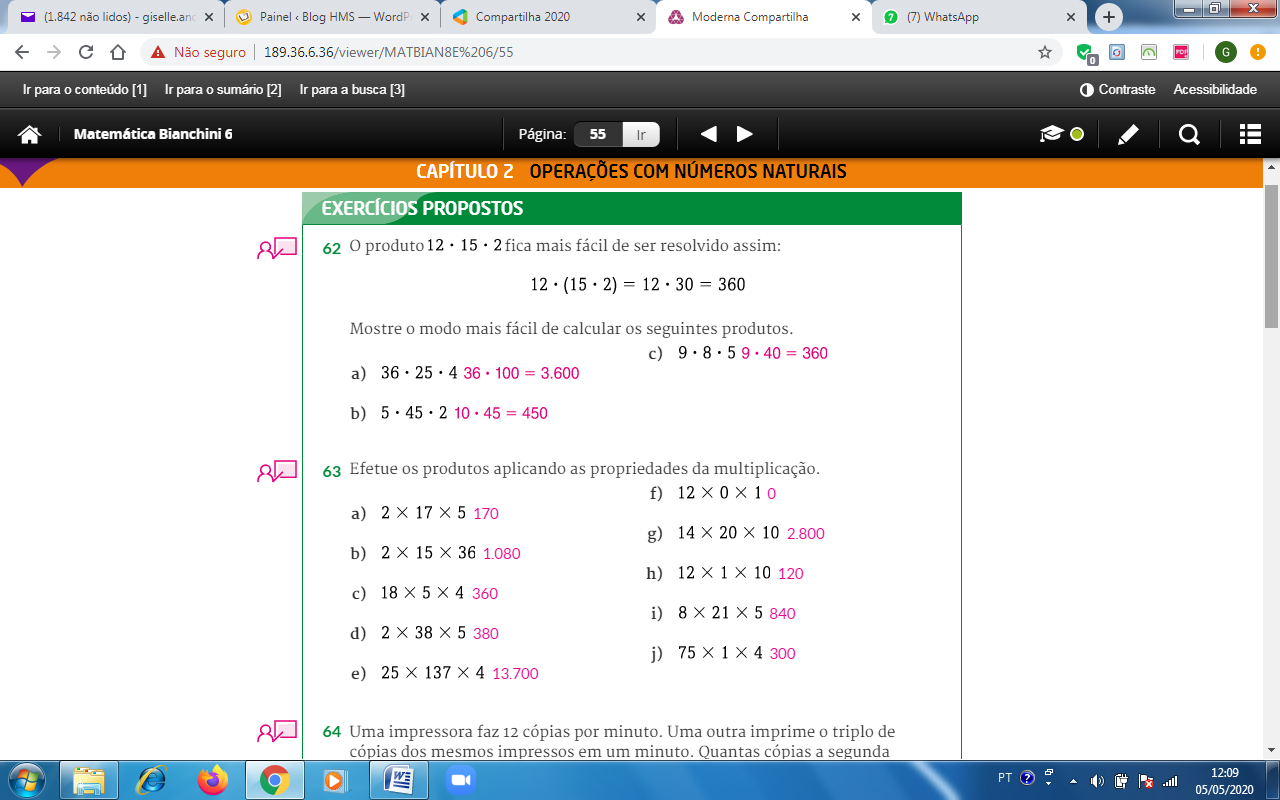 (1.842 não lidos) - giselle.and
Painel ‹ Blog HMS — WordPr
Compartilha 2020
Moderna Compartilha
(7) WhatsApp
Não seguro | 189.36.6.36/viewer/MATBIAN8E%206/55
Ir para o conteúdo [1] Ir para o sumário [2] Ir para a busca [3]
Contraste Acessibilidade
Matemática Bianchini 6
Página: 55 Ir
CAPÍTULO 2 OPERAÇÕES COM NÚMEROS NATURAIS
EXERCÍCIOS PROPOSTOS
62 O produto 12 · 15 · 2 fica mais fácil de ser resolvido assim:
12 · (15 · 2) = 12 · 30 = 360
Mostre o modo mais fácil de calcular os seguintes produtos.
a) 36 · 25 · 4 36 · 100 = 3.600
b) 5 · 45 · 2 10 · 45 = 450
c) 9 · 8 · 5 9 · 40 = 360
63 Efetue os produtos aplicando as propriedades da multiplicação.
a) 2 × 17 × 5 170
b) 2 × 15 × 36 1.080
c) 18 × 5 × 4 360
d) 2 × 38 × 5 380
e) 25 × 137 × 4 13.700
f) 12 × 0 × 1 0
g) 14 × 20 × 10 2.800
h) 12 × 1 × 10 120
i) 8 × 21 × 5 840
j) 75 × 1 × 4 300
64 Uma impressora faz 12 cópias por minuto. Uma outra imprime o triplo de
cópias dos mesmos impressos em um minuto. Quantas cópias a segunda
PT
12:09
05/05/2020